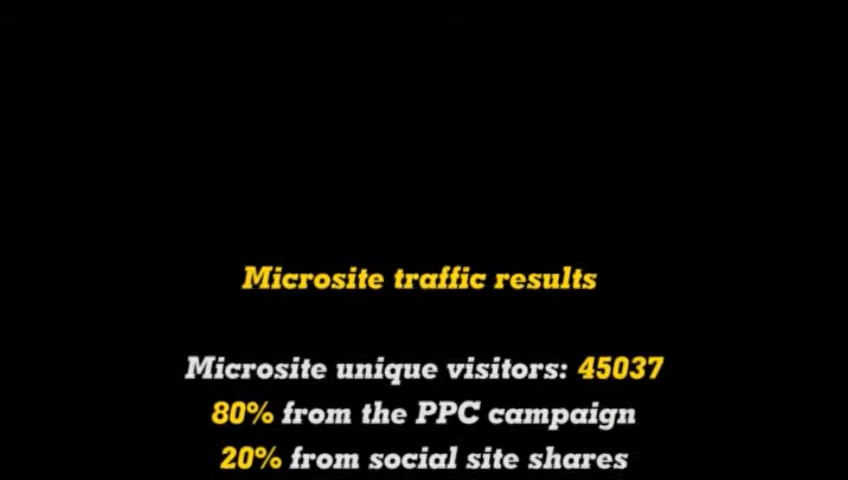 Microsite traffic results
Microsite unique visitors: 45037
80% from the PPC campaign
20% from social site shares